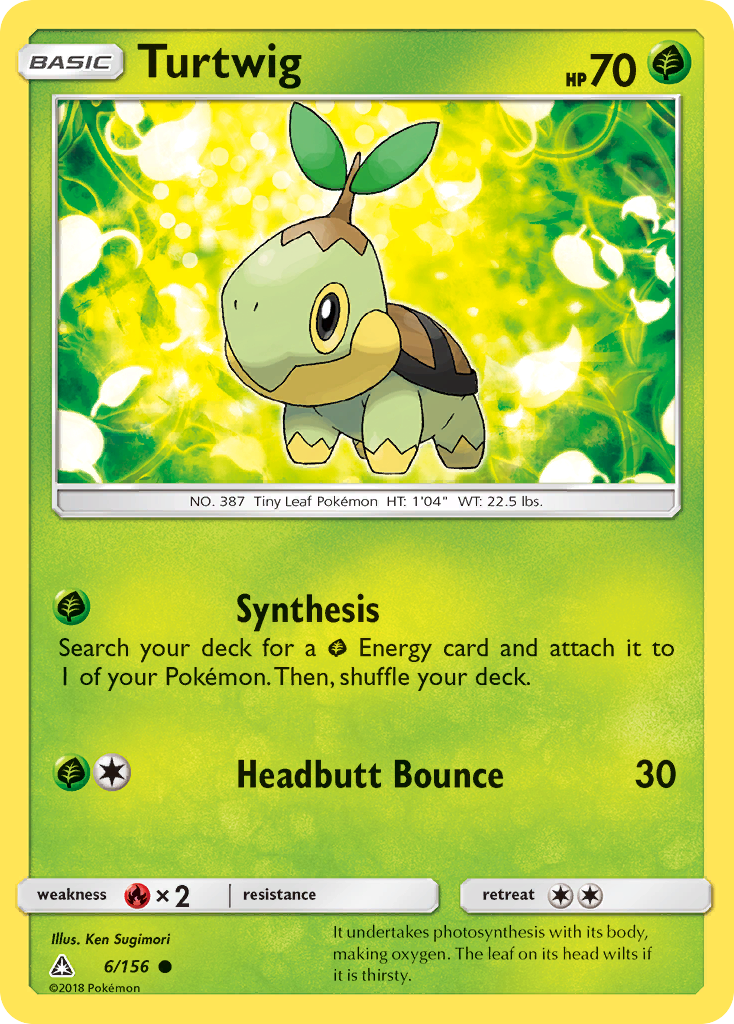 BASIC Turtwig HP 70
NO. 387 Tiny Leaf Pokémon HT: 1'04" WT: 22.5 lbs.
Synthesis
Search your deck for a Energy card and attach it to
1 of your Pokémon. Then, shuffle your deck.
Headbutt Bounce 30
weakness × 2 resistance retreat
Illus. Ken Sugimori
6/156
©2018 Pokémon
It undertakes photosynthesis with its body,
making oxygen. The leaf on its head wilts if
it is thirsty.